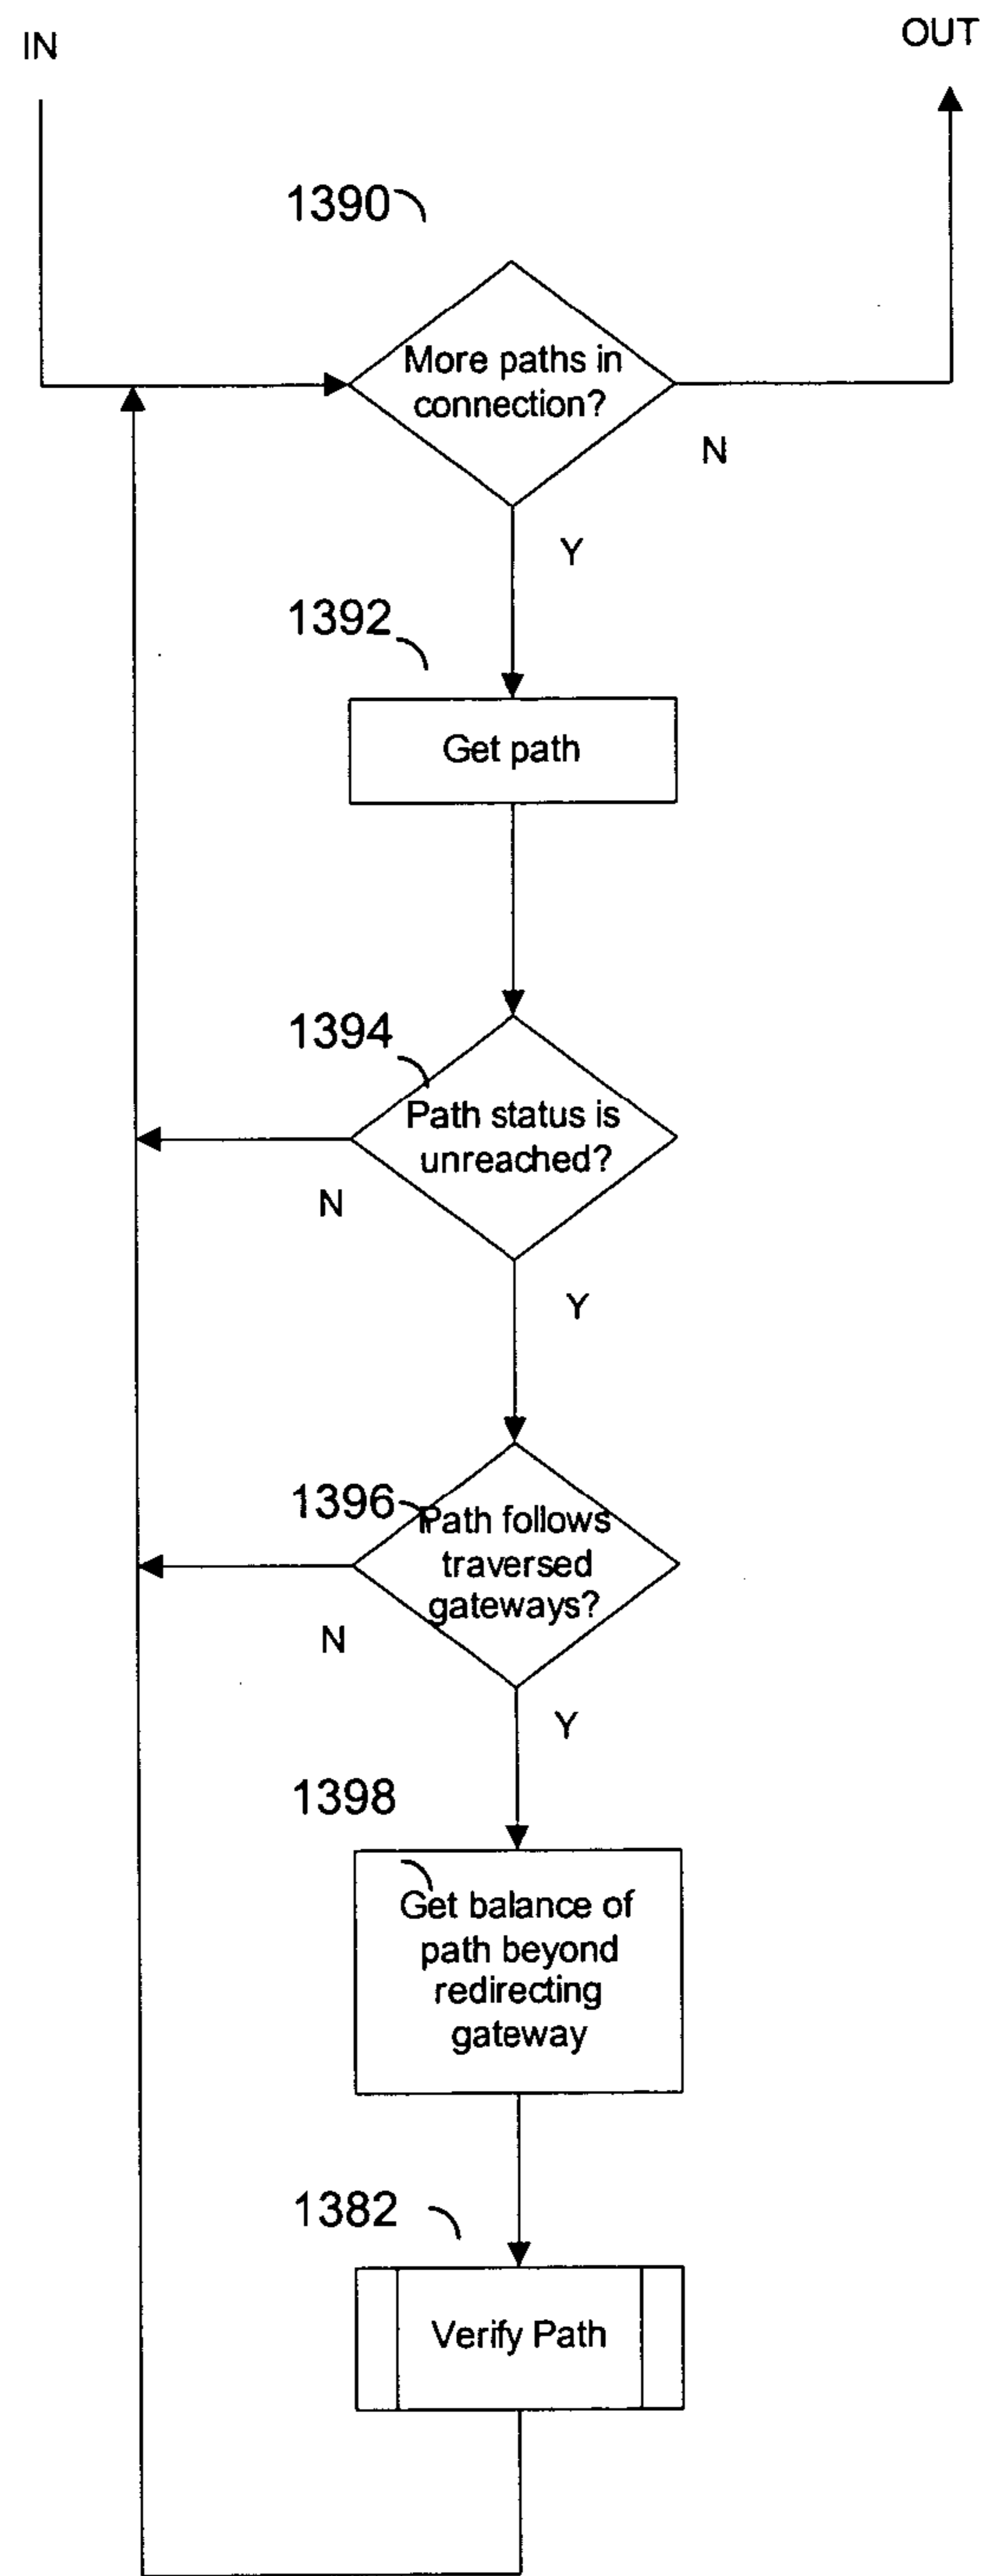 IN
OUT
1390
More paths in
connection?
N
Y
1392
Get path
1394
Path status is
unreached?
N
Y
1396
Path follows
traversed
gateways?
N
Y
1398
Get balance of
path beyond
redirecting
gateway
1382
Verify Path